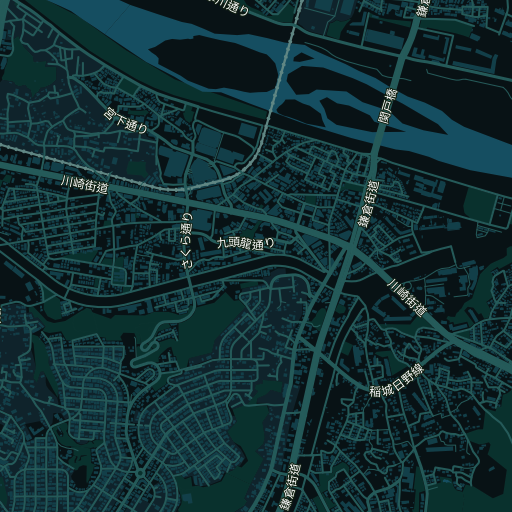 川通り
鎌倉
関戸橋
下通り
川崎街道
鎌倉街道
さくら通り
九頭龍通り
川崎街道
稲城日野線
鎌倉街道